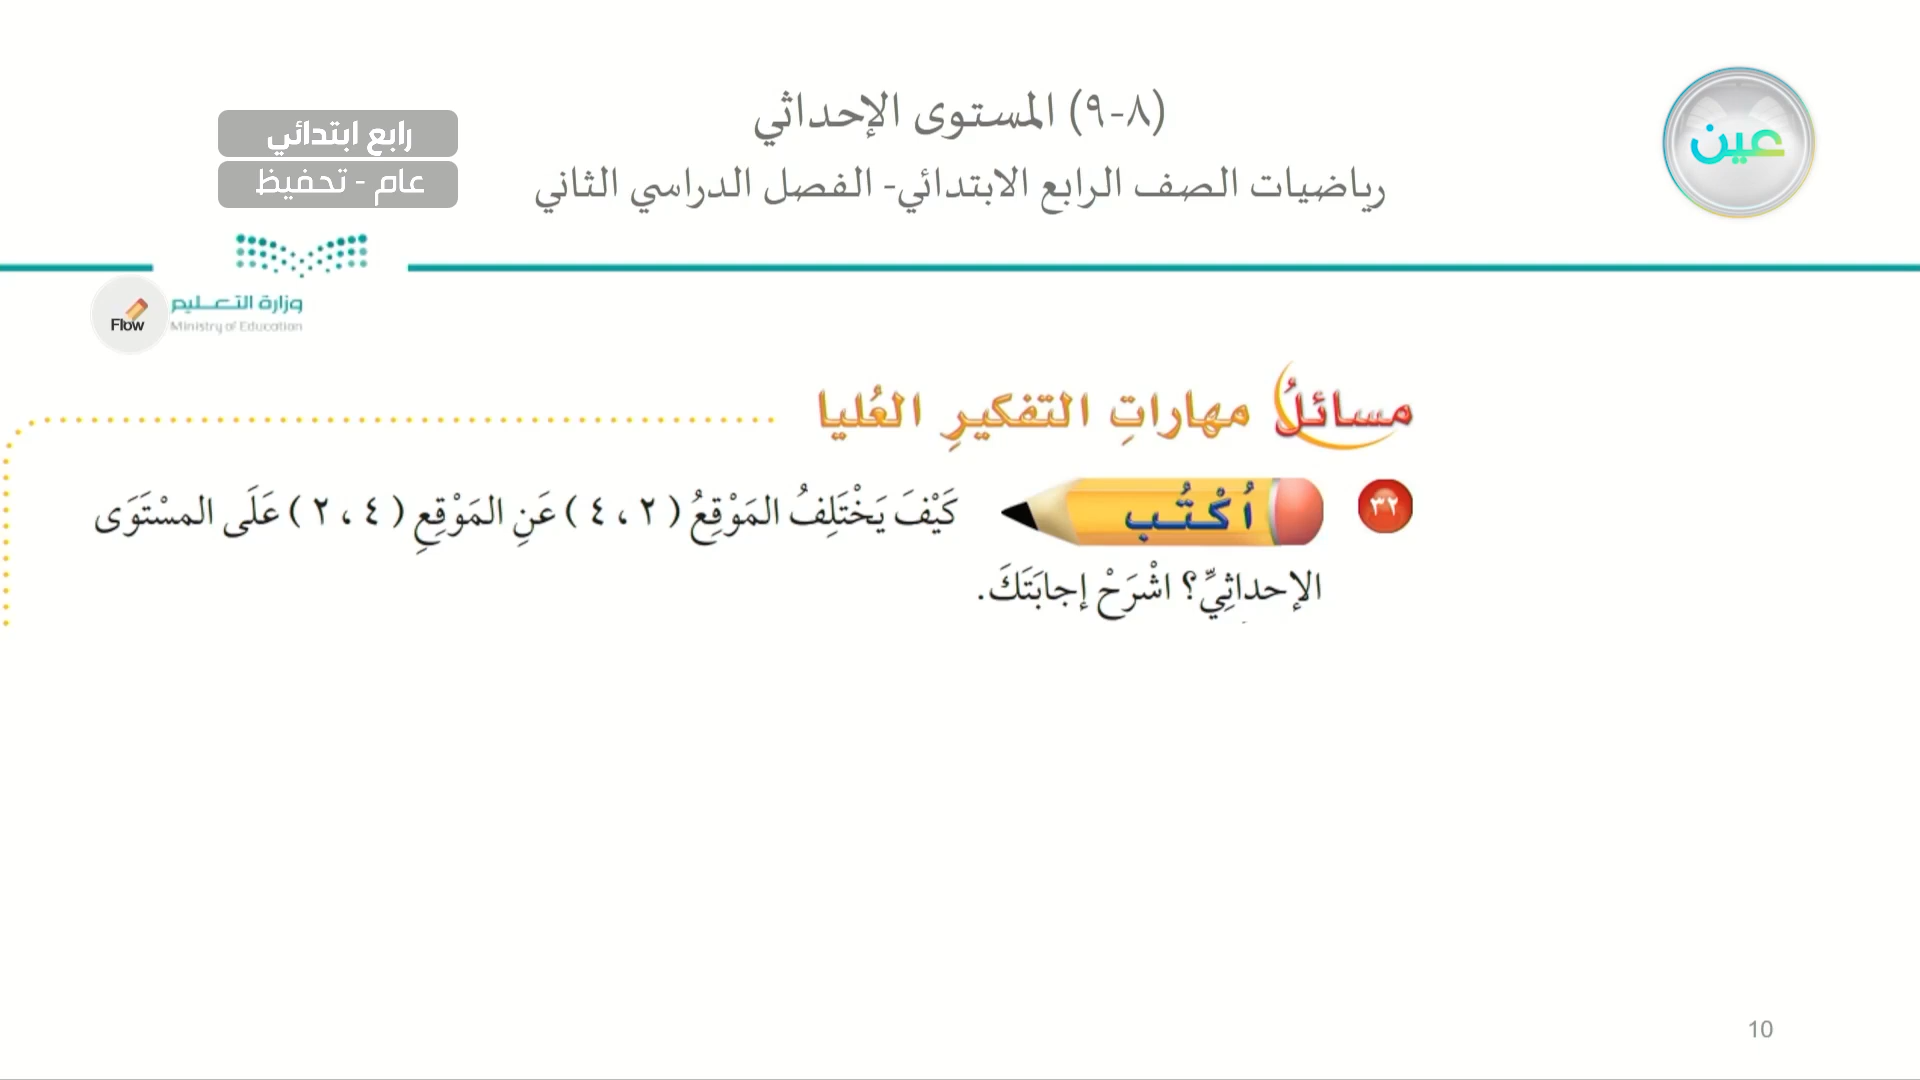 (٨-٩) المستوى الإحداثي
رياضيات الصف الرابع الابتدائي- الفصل الدراسي الثاني
رابع ابتدائي
عام - تحفيظ
عين
وزارة التعليم
Ministry of Education
Flow
مسائلُ مهاراتِ التفكيرِ العُليا
٣٢ اُكْتُب كَيْفَ يَخْتَلِفُ المَوْقِعُ (٢ ، ٤) عَنِ المَوْقِعِ (٤ ، ٢) عَلَى المسْتَوَى
الإحداثِيِّ؟ اشْرَحْ إجابَتَكَ.
10